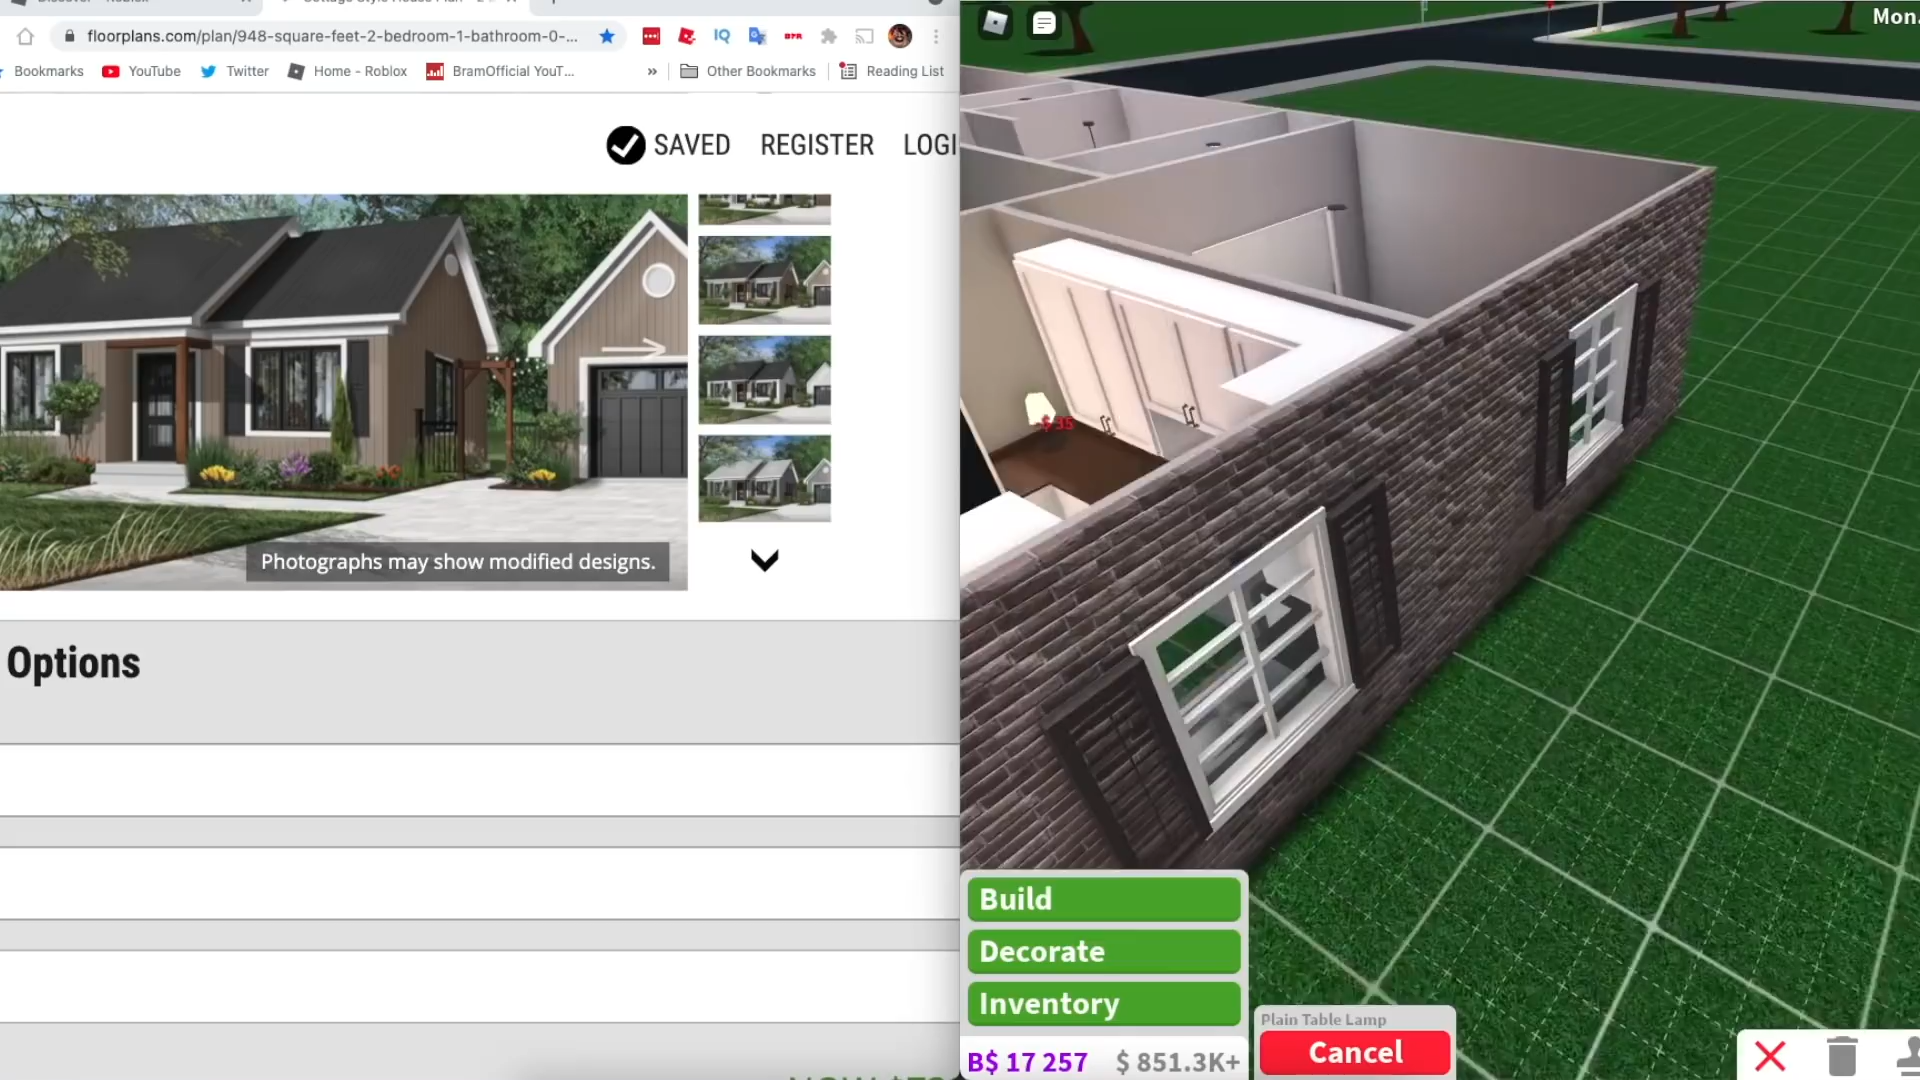 floorplans.com/plan/948-square-feet-2-bedroom-1-bathroom-0-...
IQ
Bookmarks YouTube Twitter Home - Roblox BramOfficial YouT... » Other Bookmarks Reading List
SAVED REGISTER LOGI
Photographs may show modified designs.
Options
Mon.
$ 35
Build
Decorate
Inventory
B$ 17 257 $ 851.3K+
Plain Table Lamp
Cancel